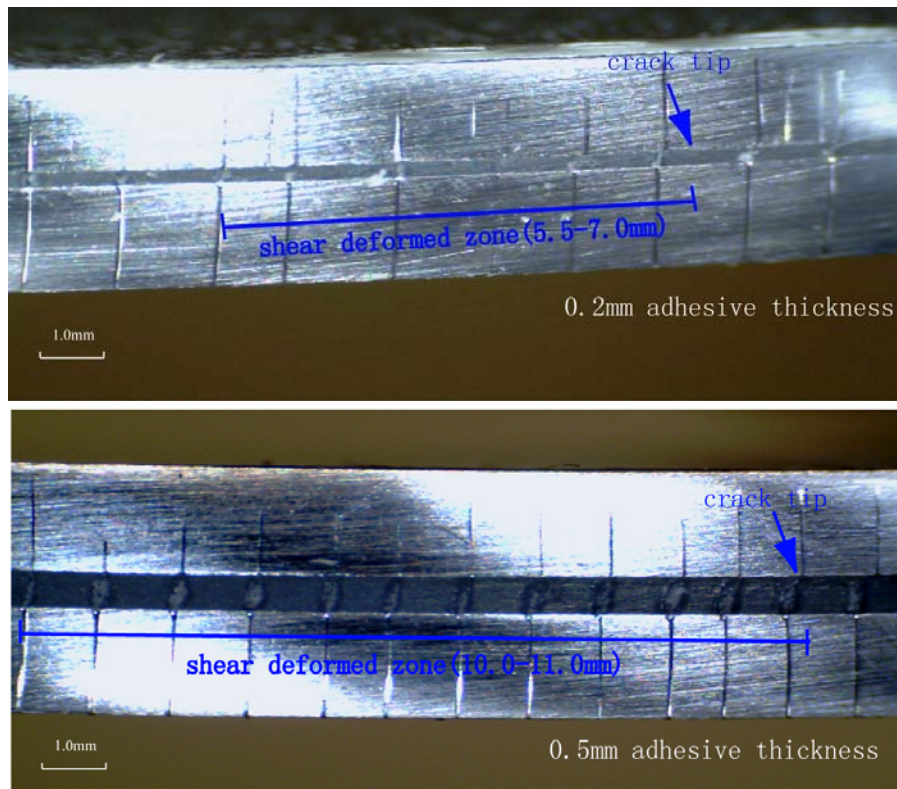 crack tip
shear deformed zone(5.5-7.0mm)
0.2mm adhesive thickness
1.0mm
crack tip
shear deformed zone(10.0-11.0mm)
0.5mm adhesive thickness
1.0mm